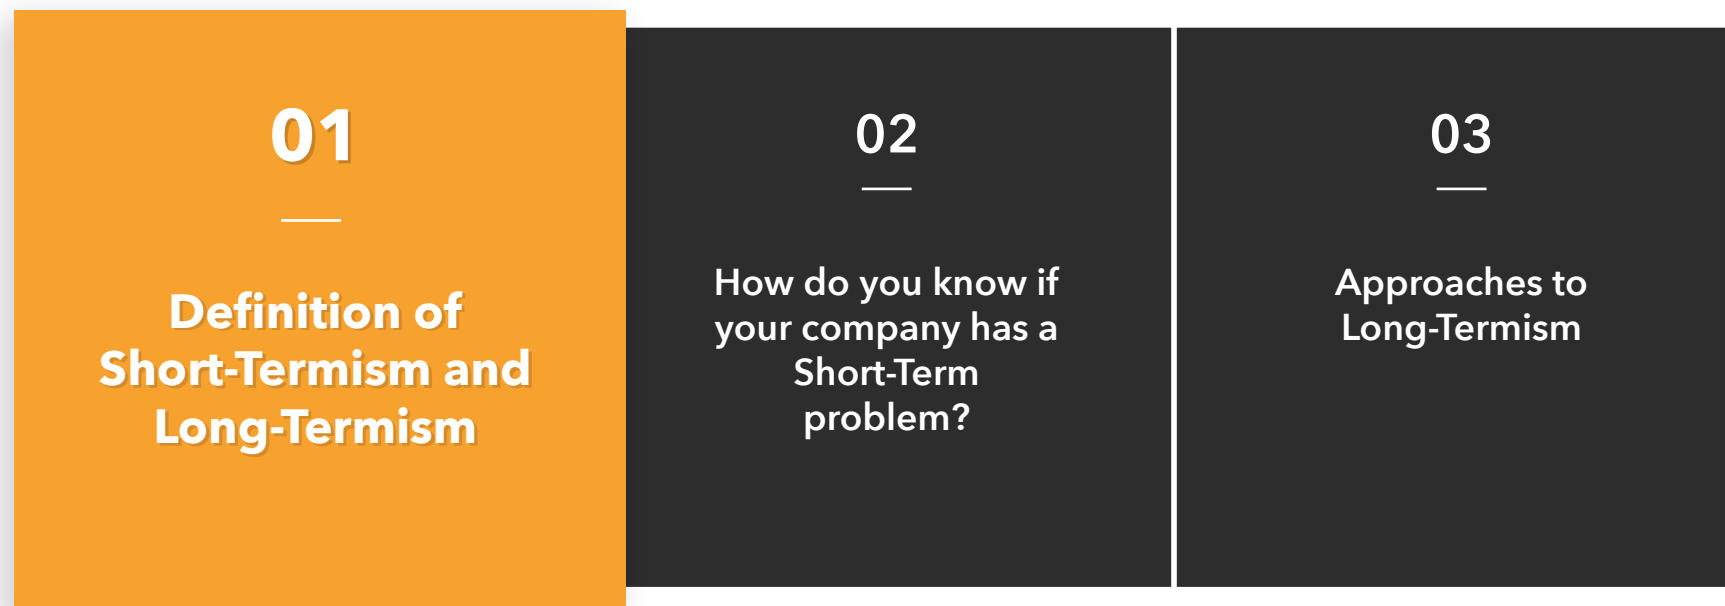 01
Definition of
Short-Termism and
Long-Termism
02
How do you know if
your company has a
Short-Term
problem?
03
Approaches to
Long-Termism